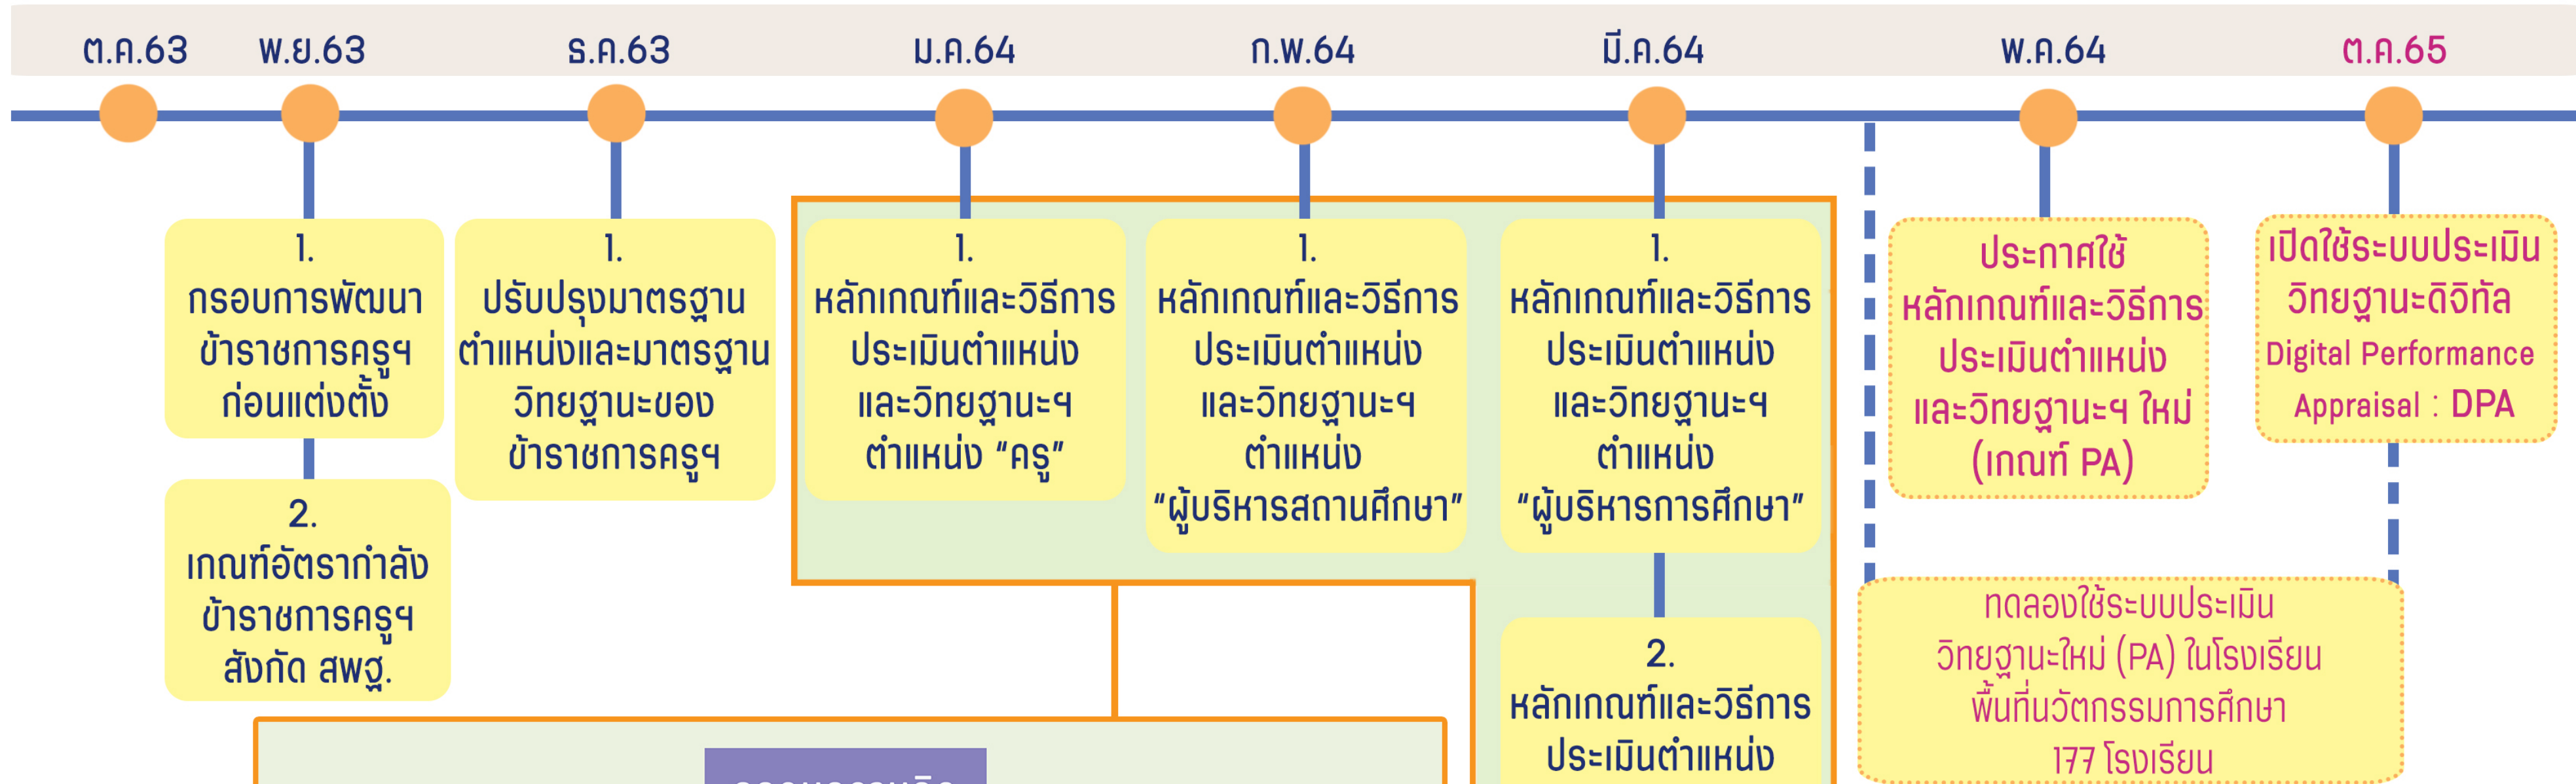 ต.ค.63
พ.ย.63
ธ.ค.63
ม.ค.64
ก.พ.64
มี.ค.64
พ.ค.64
ต.ค.65
1.
กรอบการพัฒนา
ข้าราชการครูฯ
ก่อนแต่งตั้ง
2.
เกณฑ์อัตรากำลัง
ข้าราชการครูฯ
สังกัด สพฐ.
1.
ปรับปรุงมาตรฐาน
ตำแหน่งและมาตรฐาน
วิทยฐานะของ
ข้าราชการครูฯ
1.
หลักเกณฑ์และวิธีการ
ประเมินตำแหน่ง
และวิทยฐานะฯ
ตำแหน่ง “ครู”
1.
หลักเกณฑ์และวิธีการ
ประเมินตำแหน่ง
และวิทยฐานะฯ
ตำแหน่ง
“ผู้บริหารสถานศึกษา”
1.
หลักเกณฑ์และวิธีการ
ประเมินตำแหน่ง
และวิทยฐานะฯ
ตำแหน่ง
“ผู้บริหารการศึกษา”
2.
หลักเกณฑ์และวิธีการ
ประเมินตำแหน่ง
ประกาศใช้
หลักเกณฑ์และวิธีการ
ประเมินตำแหน่ง
และวิทยฐานะฯ ใหม่
(เกณฑ์ PA)
เปิดใช้ระบบประเมิน
วิทยฐานะดิจิทัล
Digital Performance
Appraisal : DPA
ทดลองใช้ระบบประเมิน
วิทยฐานะใหม่ (PA) ในโรงเรียน
พื้นที่นวัตกรรมการศึกษา
177 โรงเรียน